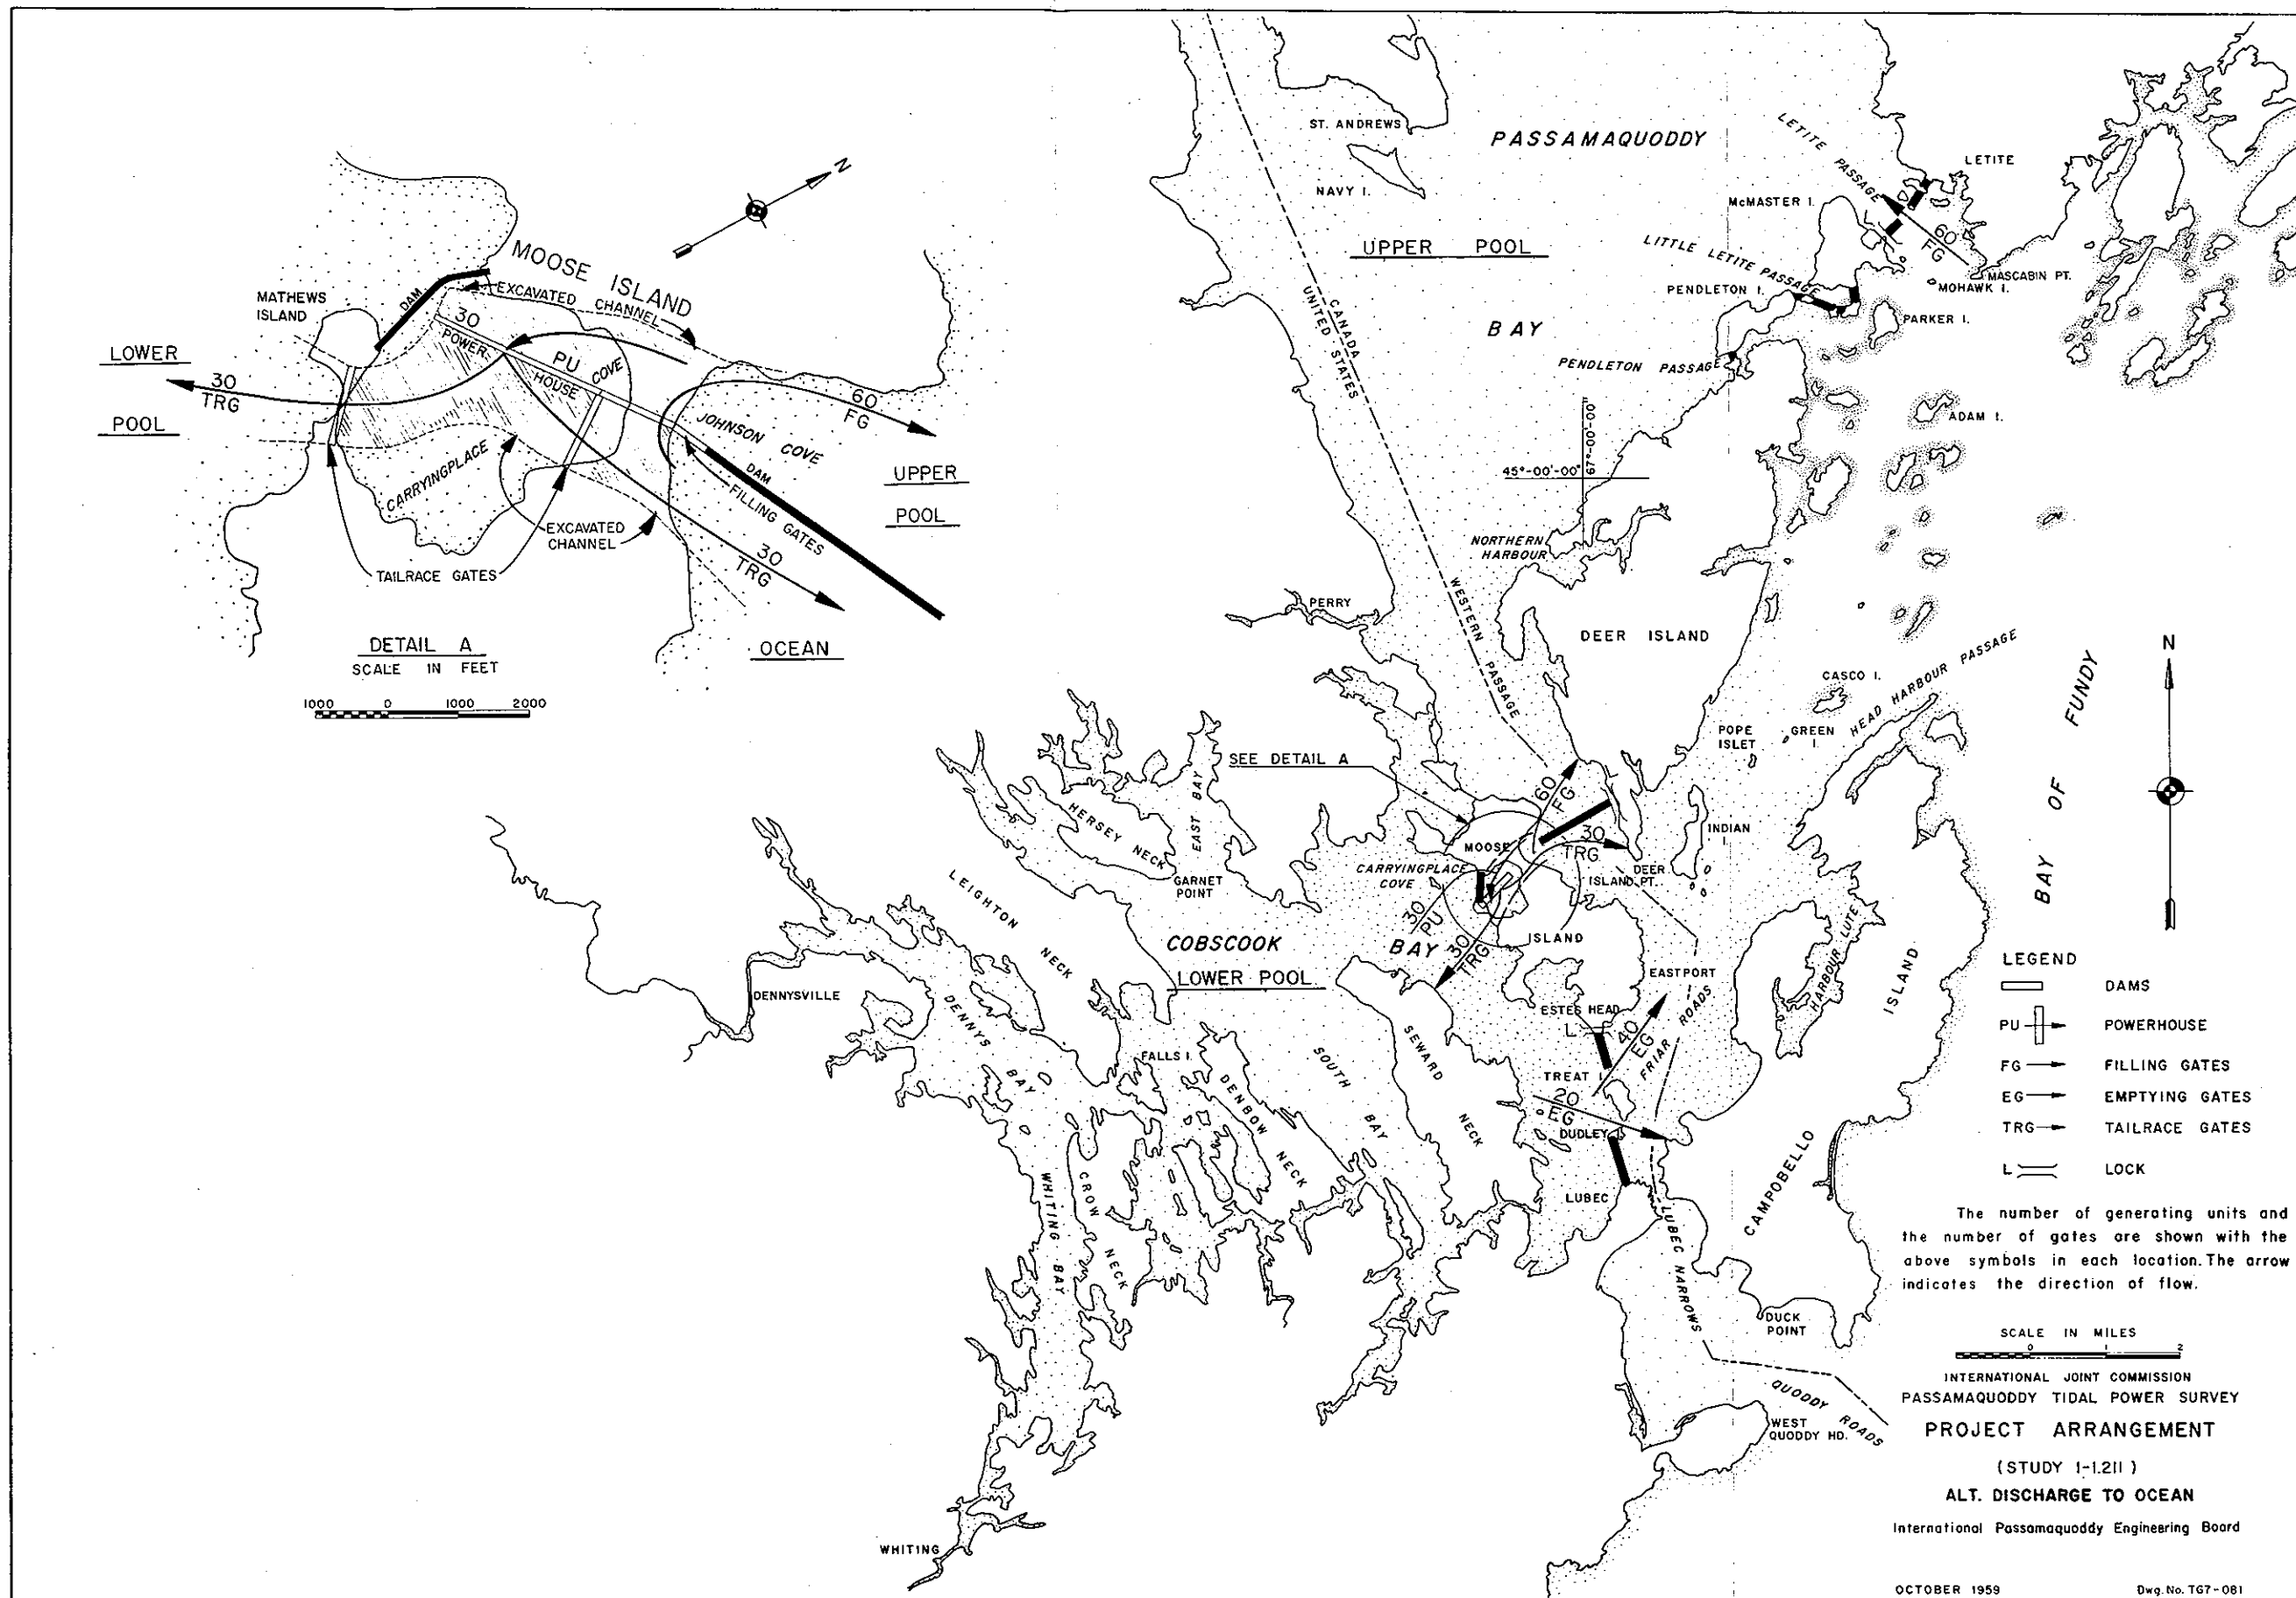 N
MOOSE ISLAND
DAM
EXCAVATED
CHANNEL
MATHEWS
ISLAND
LOWER
POOL
30
TRG
30
PU
POWER
HOUSE
COVE
60
FG
JOHNSON
COVE
UPPER
POOL
DAM
FILLING GATES
CARRYINGPLACE
EXCAVATED
CHANNEL
30
TRG
TAILRACE GATES
OCEAN
DETAIL A
SCALE IN FEET
1000 0 1000 2000
ST. ANDREWS
NAVY I.
PASSAMAQUODDY
BAY
UPPER POOL
CANADA
UNITED STATES
LETITE PASSAGE
LETITE
McMASTER I.
60
FG
LITTLE LETITE PASSAGE
MASCABIN PT.
MOHAWK I.
PENDLETON I.
PARKER I.
PENDLETON PASSAGE
ADAM I.
45°-00'-00"
67°-00'-00"
NORTHERN
HARBOUR
PERRY
WESTERN PASSAGE
DEER ISLAND
CASCO I.
HEAD HARBOUR PASSAGE
POPE
ISLET
GREEN
I.
BAY OF FUNDY
N
SEE DETAIL A
60
FG
30
TRG
INDIAN
I.
MOOSE
ISLAND
DEER
ISLAND PT.
CARRYINGPLACE
COVE
30
PU
30
TRG
HERSEY NECK
EAST BAY
GARNET
POINT
LEIGHTON NECK
COBSCOOK
BAY
LOWER POOL
DENNYSVILLE
DENNYS BAY
EASTPORT
ESTES HEAD
L
40
EG
FRIAR ROADS
HARBOUR LUTE
FALLS I.
DENBOW NECK
SOUTH BAY
SEWARD NECK
TREAT I.
20
EG
DUDLEY
LUBEC
CAMPOBELLO
ISLAND
WHITING BAY
CROW NECK
LUBEC NARROWS
DUCK
POINT
QUODDY ROADS
WEST
QUODDY HD.
WHITING
LEGEND
DAMS
PU POWERHOUSE
FG FILLING GATES
EG EMPTYING GATES
TRG TAILRACE GATES
L LOCK
The number of generating units and
the number of gates are shown with the
above symbols in each location. The arrow
indicates the direction of flow.
SCALE IN MILES
0 1 2
INTERNATIONAL JOINT COMMISSION
PASSAMAQUODDY TIDAL POWER SURVEY
PROJECT ARRANGEMENT
(STUDY 1-1.211)
ALT. DISCHARGE TO OCEAN
International Passamaquoddy Engineering Board
OCTOBER 1959
Dwg. No. TG7-081